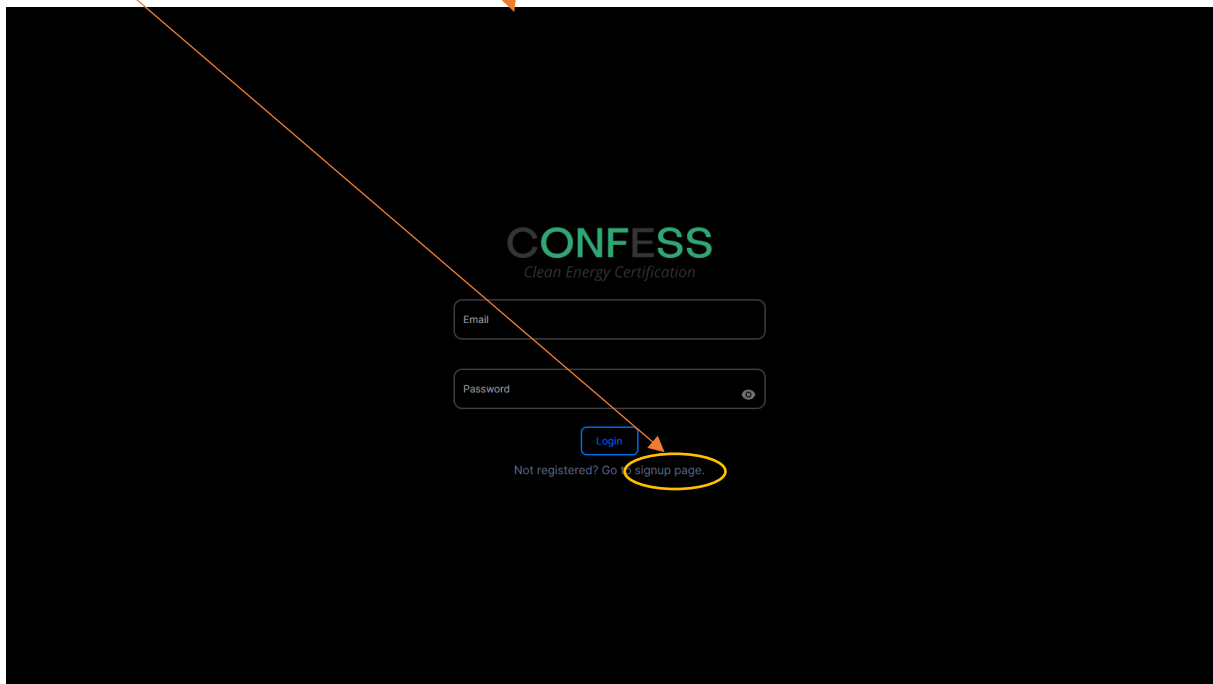 CONFESS
Clean Energy Certification
Email
Password
Login
Not registered? Go to signup page.